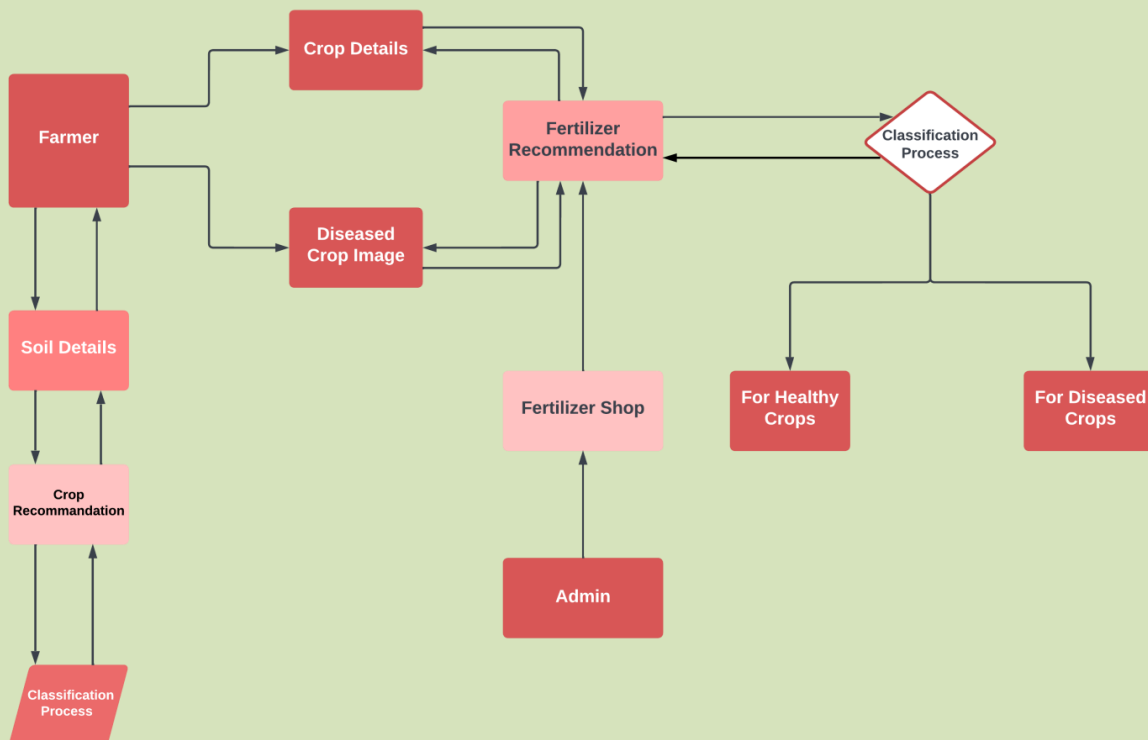 Crop Details
Farmer
Fertilizer
Recommendation
Classification
Process
Diseased
Crop Image
Soil Details
Fertilizer Shop
For Healthy
Crops
For Diseased
Crops
Crop
Recommandation
Admin
Classification
Process